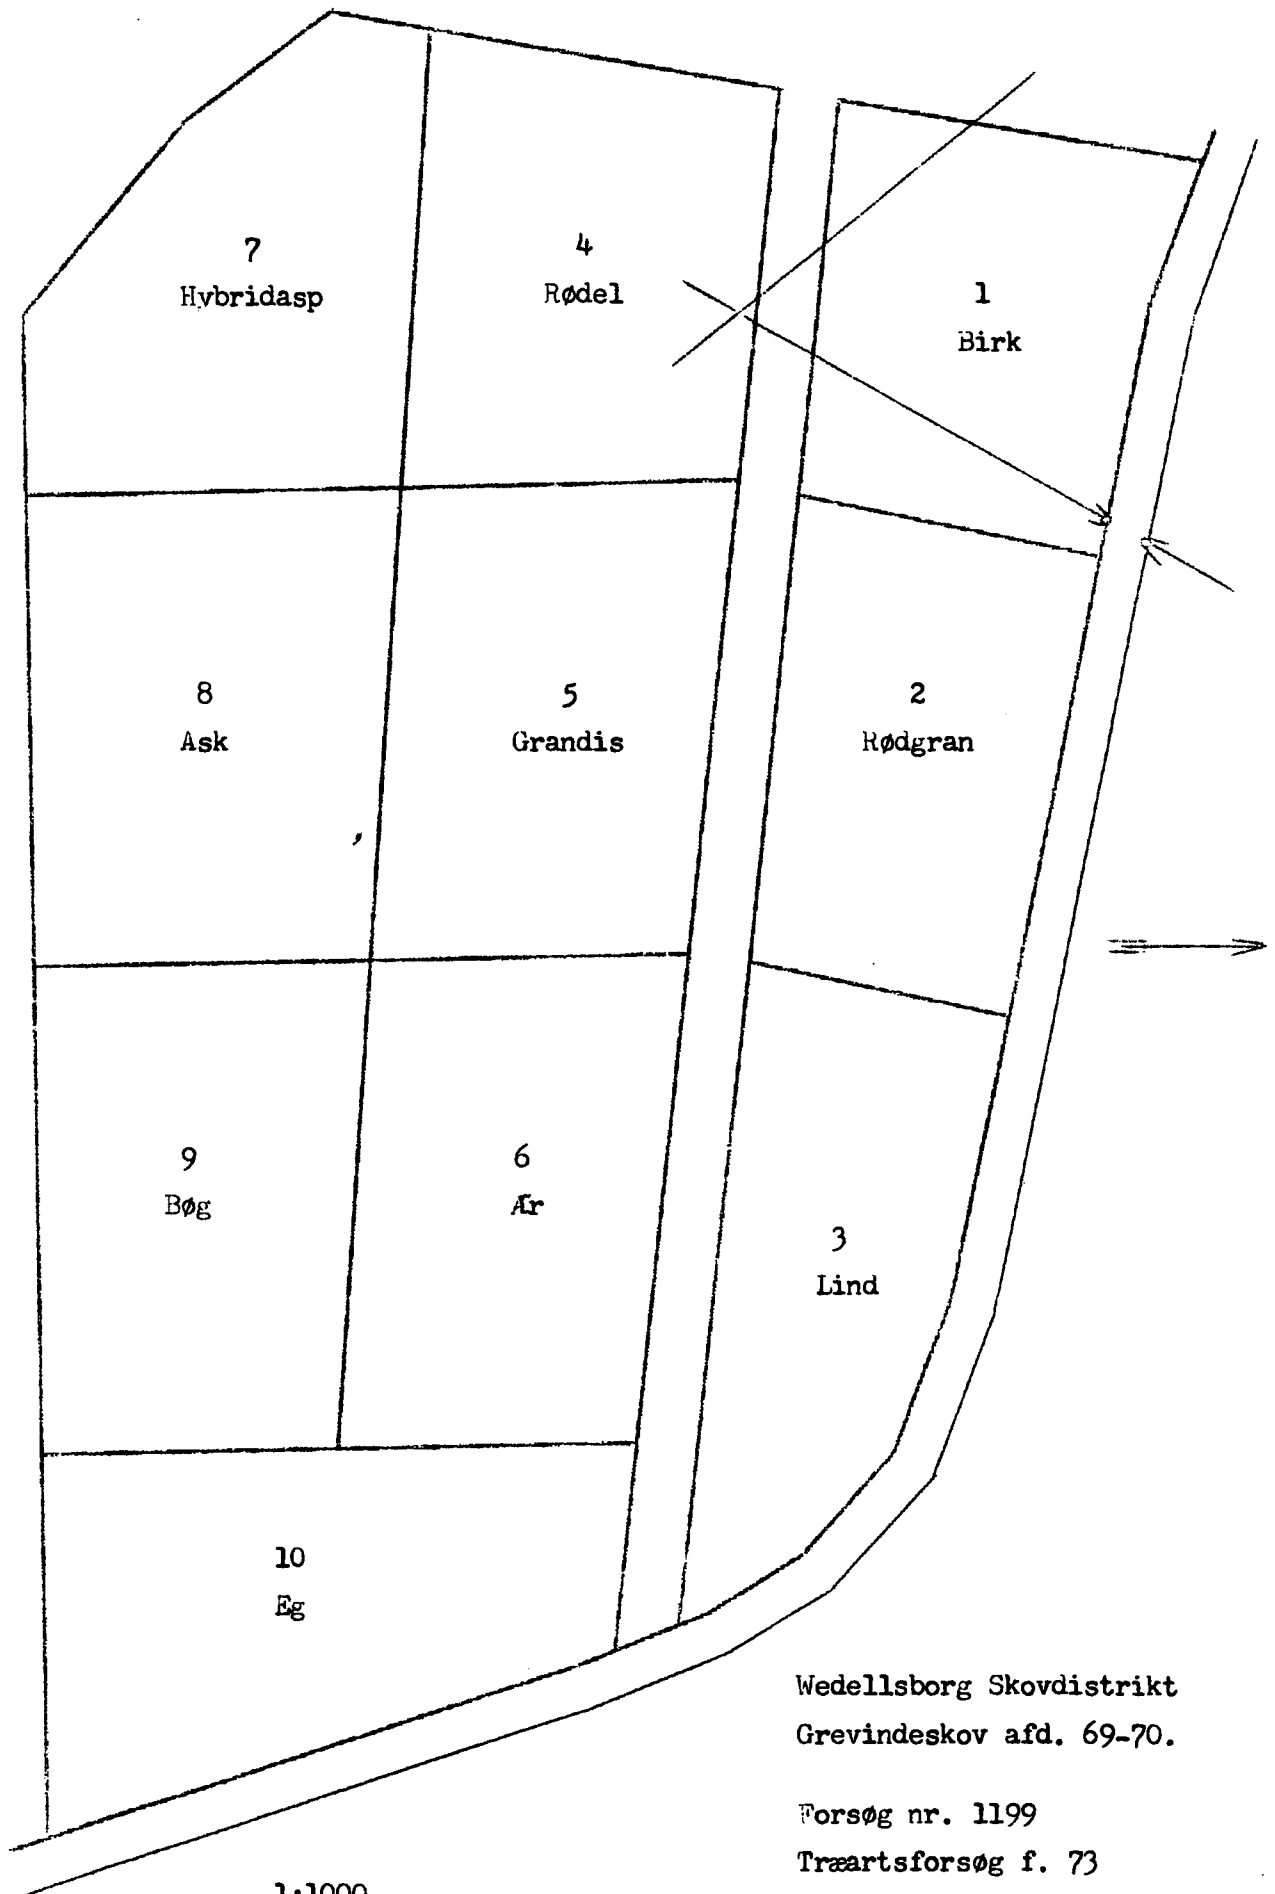 7
Hybridasp
4
Rødel
1
Birk
8
Ask
5
Grandis
2
Rødgran
9
Bøg
6
Ær
3
Lind
10
Eg
Wedellsborg Skovdistrikt
Grevindeskov afd. 69-70.
Forsøg nr. 1199
Træartsforsøg f. 73
1:1000